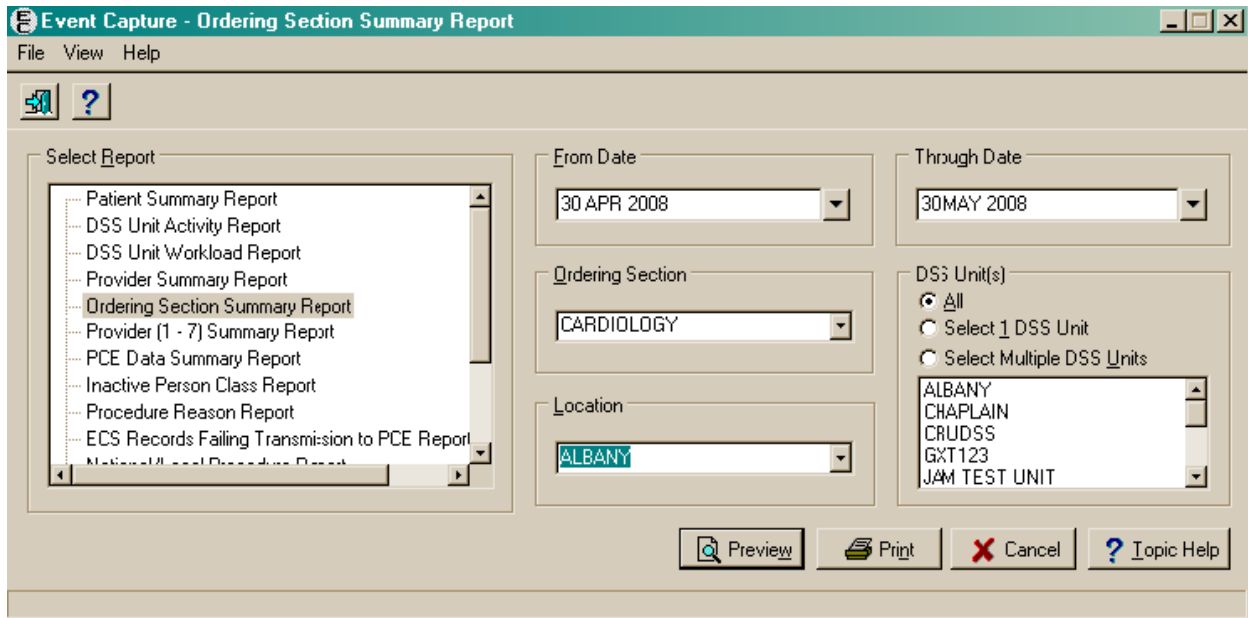 Event Capture - Ordering Section Summary Report
File View Help
Select Report
Patient Summary Report
DSS Unit Activity Report
DSS Unit Workload Report
Provider Summary Report
Ordering Section Summary Report
Provider (1 - 7) Summary Report
PCE Data Summary Report
Inactive Person Class Report
Procedure Reason Report
ECS Records Failing Transmission to PCE Report
National/Local Procedure Report
From Date
30 APR 2008
Through Date
30MAY 2008
Ordering Section
CARDIOLOGY
Location
ALBANY
DSS Unit(s)
All
Select 1 DSS Unit
Select Multiple DSS Units
ALBANY
CHAPLAIN
CRUDSS
GXT123
JAM TEST UNIT
Preview
Print
Cancel
? Topic Help